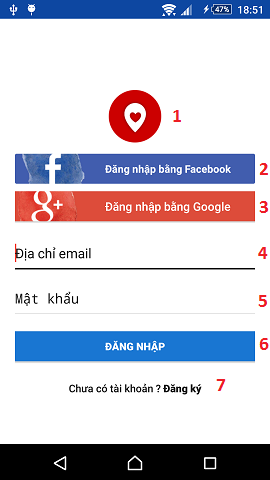 47% 18:51
1
f Đăng nhập bằng Facebook 2
g+ Đăng nhập bằng Google 3
Địa chỉ email 4
Mật khẩu 5
ĐĂNG NHẬP 6
Chưa có tài khoản ? Đăng ký 7